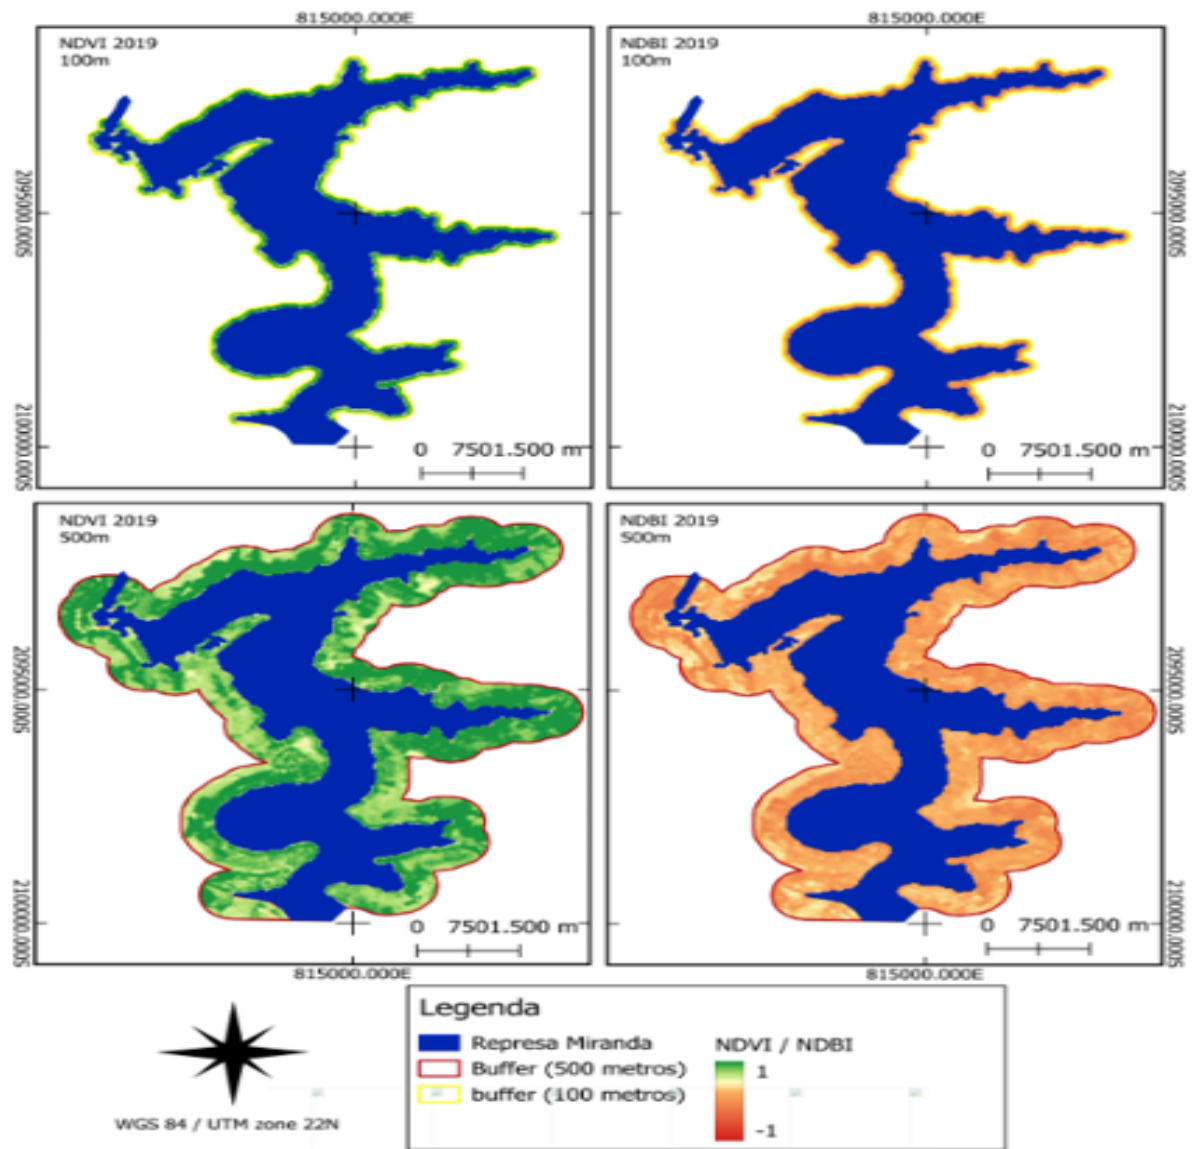 815000.000E
815000.000E
NDVI 2019
100m
NDBI 2019
100m
2095000.000S
2095000.000S
2100000.000S
2100000.000S
0 7501.500 m
0 7501.500 m
NDVI 2019
500m
NDBI 2019
500m
2095000.000S
2095000.000S
2100000.000S
2100000.000S
0 7501.500 m
0 7501.500 m
815000.000E
815000.000E
Legenda
Represa Miranda
Buffer (500 metros)
buffer (100 metros)
NDVI / NDBI
1
-1
WGS 84 / UTM zone 22N